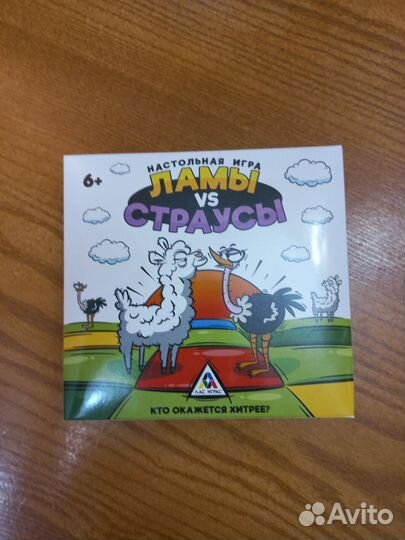 6+
НАСТОЛЬНАЯ ИГРА
ЛАМЫ
VS
СТРАУСЫ
ЛАС ИГРАС
КТО ОКАЖЕТСЯ ХИТРЕЕ?
Avito